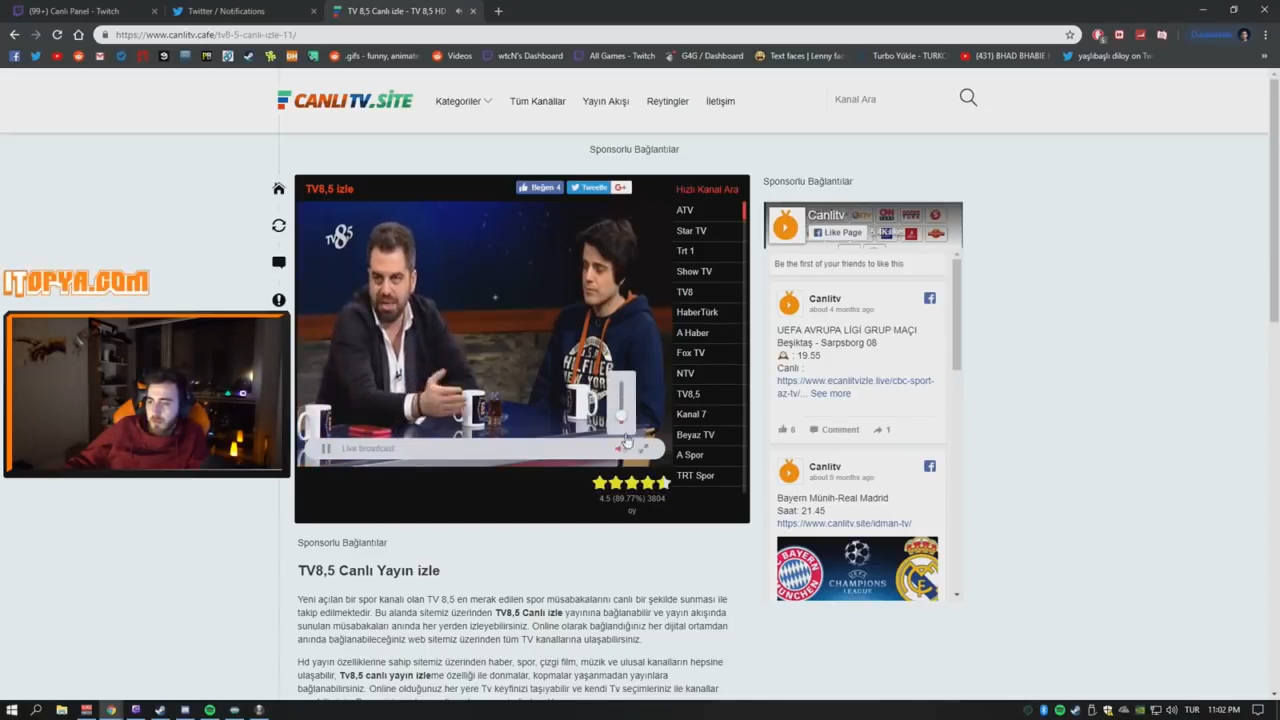 (99+) Canlı Panel - Twitch
Twitter / Notifications
TV 8,5 Canlı izle - TV 8,5 HD
https://www.canlitv.cafe/tv8-5-canli-izle-11/
.gifs - funny, animate
Videos
wtcN's Dashboard
All Games - Twitch
G4G / Dashboard
Text faces | Lenny fac
Turbo Yükle - TURKC
(431) BHAD BHABIE
yaşlıbaşlı diloy on Twi
CANLITV.SİTE
Kategoriler
Tüm Kanallar
Yayın Akışı
Reytingler
İletişim
Kanal Ara
Sponsorlu Bağlantılar
TV8,5 izle
Beğen 4
Tweetle
G+
Hızlı Kanal Ara
ATV
Star TV
Trt 1
Show TV
TV8
HaberTürk
A Haber
Fox TV
NTV
TV8,5
Kanal 7
Beyaz TV
A Spor
TRT Spor
Live broadcast
4.5 (89.77%) 3804
oy
İTOPYA.COM
Sponsorlu Bağlantılar
Canlitv
Like Page
5.4K likes
Be the first of your friends to like this
Canlitv
about 4 months ago
UEFA AVRUPA LİGİ GRUP MAÇI
Beşiktaş - Sarpsborg 08
: 19.55
Canlı :
https://www.ecanlitvizle.live/cbc-sport-
az-tv/... See more
6
Comment
1
Canlitv
about 5 months ago
Bayern Münih-Real Madrid
Saat: 21.45
https://www.canlitv.site/idman-tv/
CHAMPIONS
LEAGUE
Sponsorlu Bağlantılar
TV8,5 Canlı Yayın izle
Yeni açılan bir spor kanalı olan TV 8,5 en merak edilen spor müsabakalarını canlı bir şekilde sunması ile
takip edilmektedir. Bu alanda sitemiz üzerinden TV8,5 Canlı izle yayınına bağlanabilir ve yayın akışında
sunulan müsabakaları anında her yerden izleyebilirsiniz. Online olarak bağlandığınız her dijital ortamdan
anında bağlanabileceğiniz web sitemiz üzerinden tüm TV kanallarına ulaşabilirsiniz.
Hd yayın özelliklerine sahip sitemiz üzerinden haber, spor, çizgi film, müzik ve ulusal kanalların hepsine
ulaşabilir, Tv8,5 canlı yayın izleme özelliği ile donmalar, kopmalar yaşanmadan yayınlara
bağlanabilirsiniz. Online olduğunuz her yere Tv keyfinizi taşıyabilir ve kendi Tv seçimleriniz ile kanallar
TUR
11:02 PM